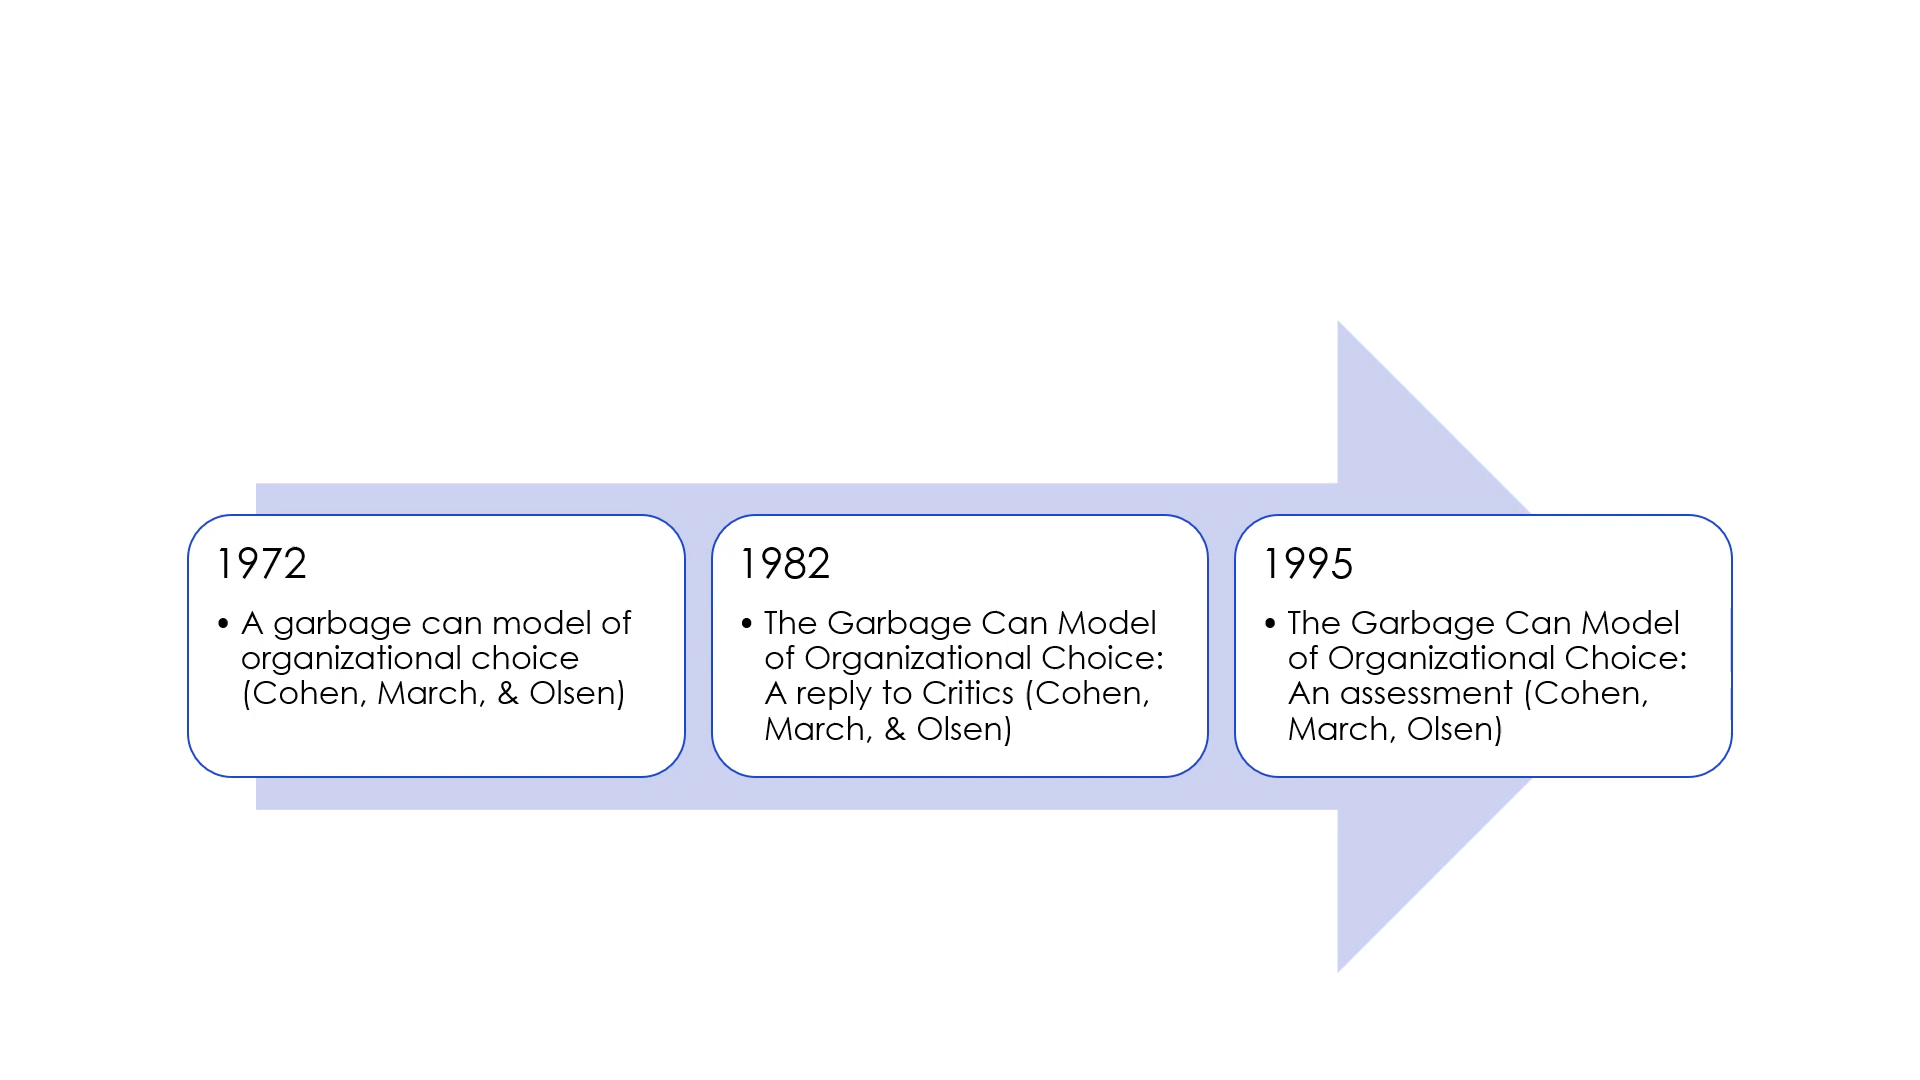 1972
• A garbage can model of
organizational choice
(Cohen, March, & Olsen)
1982
• The Garbage Can Model
of Organizational Choice:
A reply to Critics (Cohen,
March, & Olsen)
1995
• The Garbage Can Model
of Organizational Choice:
An assessment (Cohen,
March, Olsen)